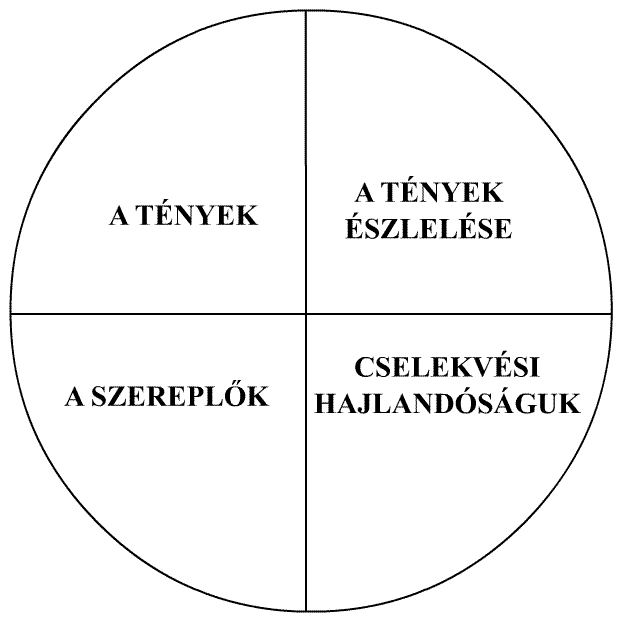 A TÉNYEK
A TÉNYEK
ÉSZLELÉSE
A SZEREPLŐK
CSELEKVÉSI
HAJLANDÓSÁGUK